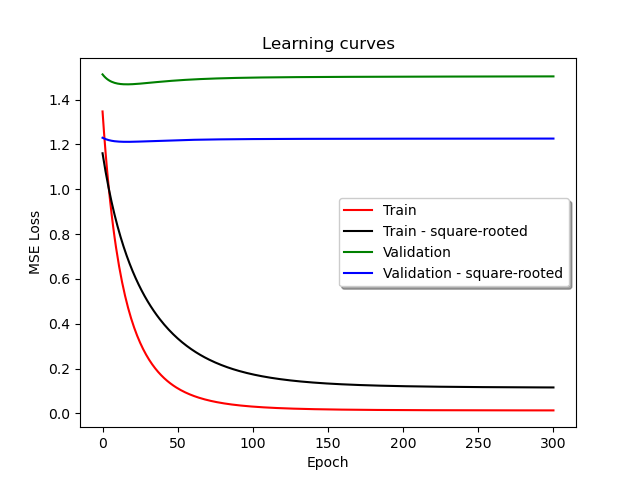 Learning curves
MSE Loss
1.4
1.2
1.0
0.8
0.6
0.4
0.2
0.0
Train
Train - square-rooted
Validation
Validation - square-rooted
0 50 100 150 200 250 300
Epoch